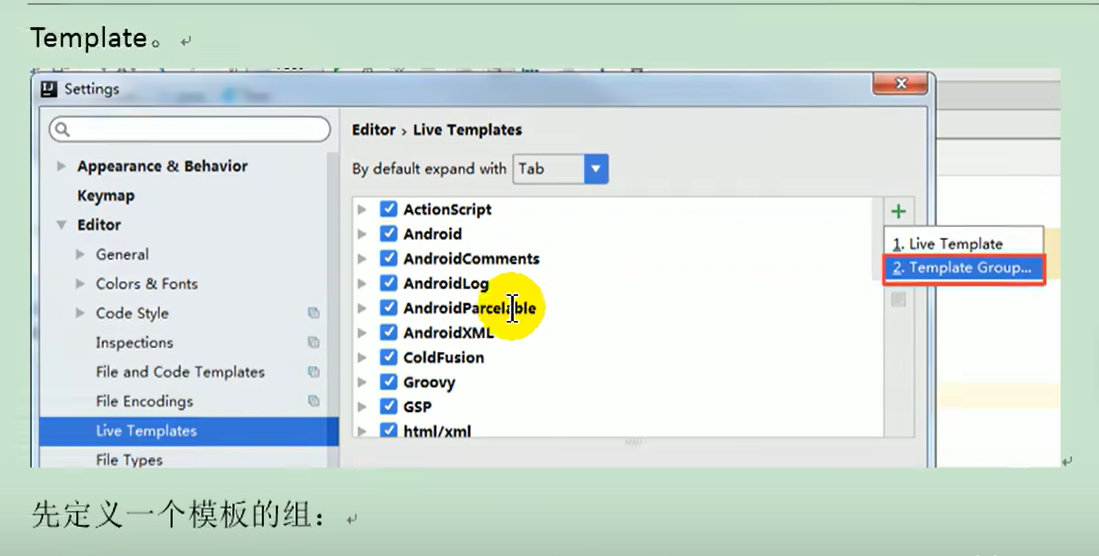 Template。
Settings
Editor › Live Templates
By default expand with Tab
Appearance & Behavior
Keymap
Editor
General
Colors & Fonts
Code Style
Inspections
File and Code Templates
File Encodings
Live Templates
File Types
ActionScript
Android
AndroidComments
AndroidLog
AndroidParcelable
AndroidXML
ColdFusion
Groovy
GSP
html/xml
1. Live Template
2. Template Group...
先定义一个模板的组：